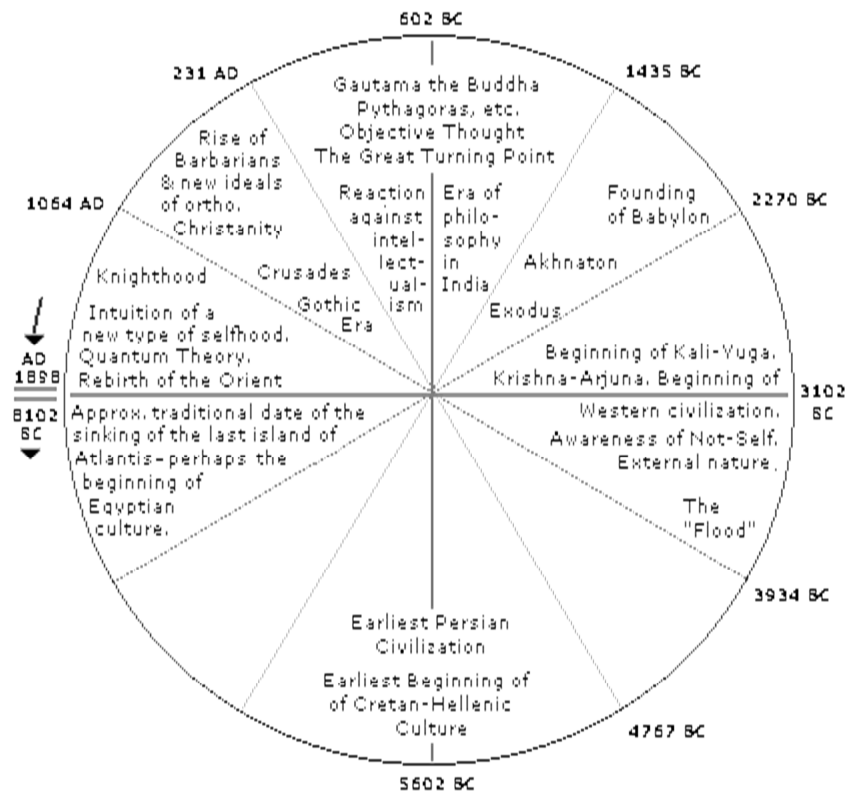 602 BC
231 AD
1435 BC
Gautama the Buddha
Pythagoras, etc.
Objective Thought
The Great Turning Point
Rise of
Barbarians
& new ideals
of ortho.
Christanity
1064 AD
Reaction
against
intel-
lect-
ual-
ism
Era of
philo-
sophy
in
India
Founding
of Babylon
2270 BC
Akhnaton
Exodus
Knighthood
Crusades
Gothic
Era
Intuition of a
new type of selfhood.
Quantum Theory.
Rebirth of the Orient
AD
1898
8102
BC
Beginning of Kali-Yuga.
Krishna-Arjuna. Beginning of
3102
BC
Western civilization.
Awareness of Not-Self.
External nature.
Approx. traditional date of the
sinking of the last island of
Atlantis-perhaps the
beginning of
Egyptian
culture.
The
"Flood"
3934 BC
Earliest Persian
Civilization
Earliest Beginning of
of Cretan-Hellenic
Culture
4767 BC
5602 BC